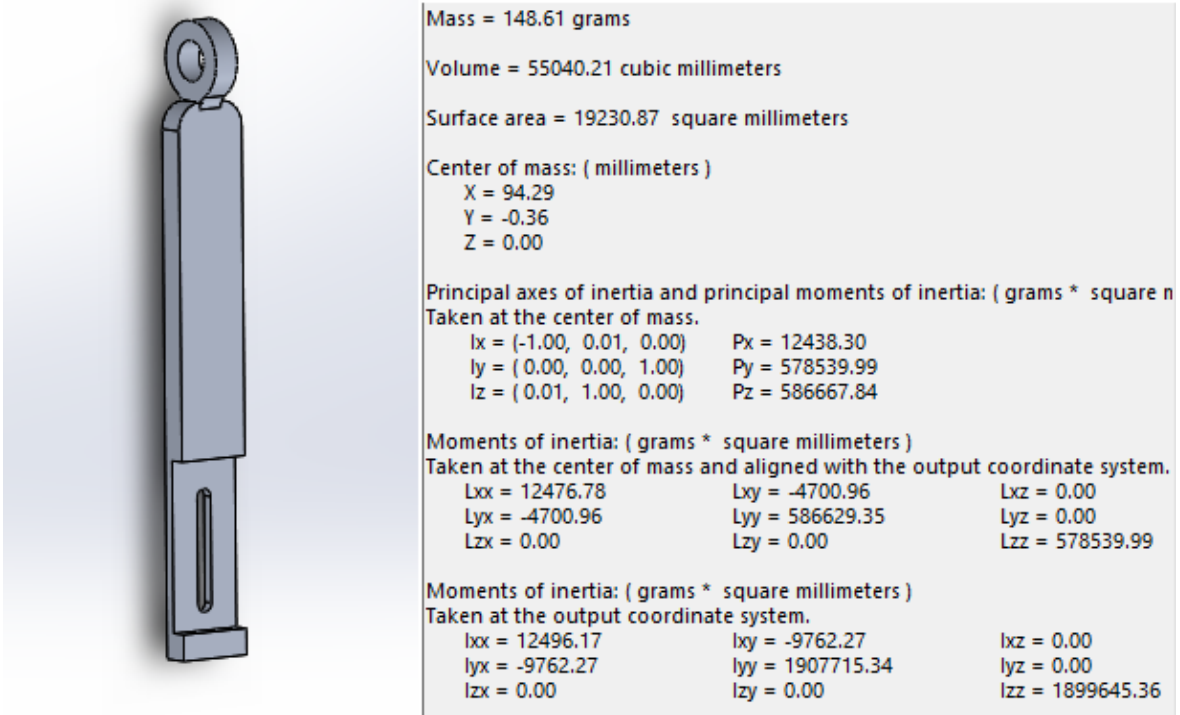 Mass = 148.61 grams
Volume = 55040.21 cubic millimeters
Surface area = 19230.87 square millimeters
Center of mass: ( millimeters )
X = 94.29
Y = -0.36
Z = 0.00
Principal axes of inertia and principal moments of inertia: ( grams * square
Taken at the center of mass.
Ix = (-1.00, 0.01, 0.00) Px = 12438.30
Iy = ( 0.00, 0.00, 1.00) Py = 578539.99
Iz = ( 0.01, 1.00, 0.00) Pz = 586667.84
Moments of inertia: ( grams * square millimeters )
Taken at the center of mass and aligned with the output coordinate system.
Lxx = 12476.78 Lxy = -4700.96 Lxz = 0.00
Lyx = -4700.96 Lyy = 586629.35 Lyz = 0.00
Lzx = 0.00 Lzy = 0.00 Lzz = 578539.99
Moments of inertia: ( grams * square millimeters )
Taken at the output coordinate system.
Ixx = 12496.17 Ixy = -9762.27 Ixz = 0.00
Iyx = -9762.27 Iyy = 1907715.34 Iyz = 0.00
Izx = 0.00 Izy = 0.00 Izz = 1899645.36